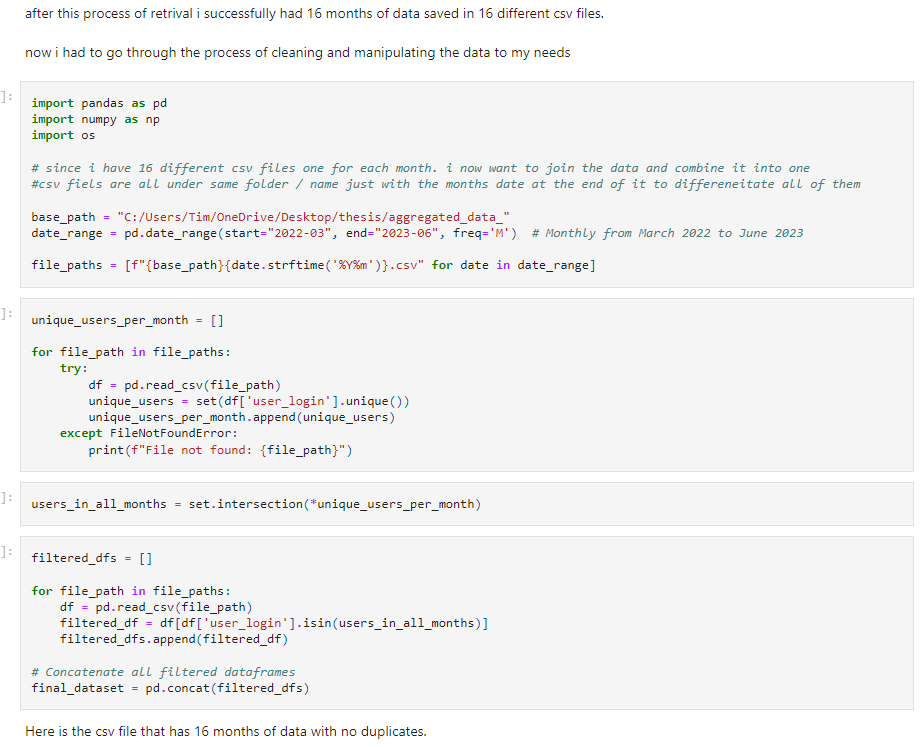 after this process of retrival i successfully had 16 months of data saved in 16 different csv files.
now i had to go through the process of cleaning and manipulating the data to my needs
]:
import pandas as pd
import numpy as np
import os
# since i have 16 different csv files one for each month. i now want to join the data and combine it into one
#csv fiels are all under same folder / name just with the months date at the end of it to differeneitate all of them
base_path = "C:/Users/Tim/OneDrive/Desktop/thesis/aggregated_data_"
date_range = pd.date_range(start="2022-03", end="2023-06", freq='M')  # Monthly from March 2022 to June 2023
file_paths = [f"{base_path}{date.strftime('%Y%m')}.csv" for date in date_range]
]:
unique_users_per_month = []
for file_path in file_paths:
    try:
        df = pd.read_csv(file_path)
        unique_users = set(df['user_login'].unique())
        unique_users_per_month.append(unique_users)
    except FileNotFoundError:
        print(f"File not found: {file_path}")
]:
users_in_all_months = set.intersection(*unique_users_per_month)
]:
filtered_dfs = []
for file_path in file_paths:
    df = pd.read_csv(file_path)
    filtered_df = df[df['user_login'].isin(users_in_all_months)]
    filtered_dfs.append(filtered_df)
# Concatenate all filtered dataframes
final_dataset = pd.concat(filtered_dfs)
Here is the csv file that has 16 months of data with no duplicates.